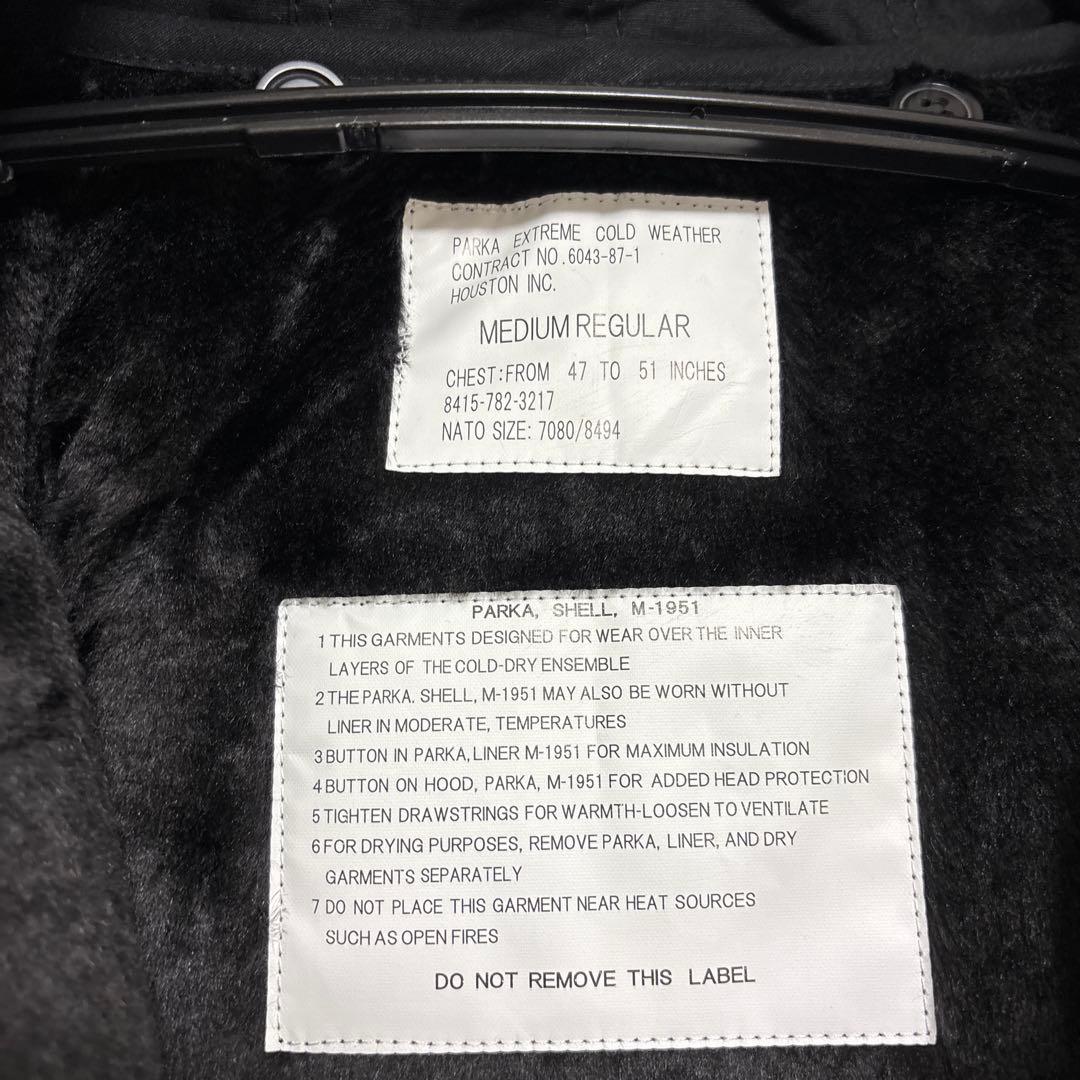 PARKA EXTREME COLD WEATHER
CONTRACT NO.6043-87-1
HOUSTON INC.
MEDIUM REGULAR
CHEST:FROM 47 TO 51 INCHES
8415-782-3217
NATO SIZE: 7080/8494
PARKA, SHELL, M-1951
1 THIS GARMENTS DESIGNED FOR WEAR OVER THE INNER
LAYERS OF THE COLD-DRY ENSEMBLE
2 THE PARKA. SHELL, M-1951 MAY ALSO BE WORN WITHOUT
LINER IN MODERATE, TEMPERATURES
3 BUTTON IN PARKA, LINER M-1951 FOR MAXIMUM INSULATION
4 BUTTON ON HOOD, PARKA, M-1951 FOR ADDED HEAD PROTECTION
5 TIGHTEN DRAWSTRINGS FOR WARMTH-LOOSEN TO VENTILATE
6 FOR DRYING PURPOSES, REMOVE PARKA, LINER, AND DRY
GARMENTS SEPARATELY
7 DO NOT PLACE THIS GARMENT NEAR HEAT SOURCES
SUCH AS OPEN FIRES
DO NOT REMOVE THIS LABEL